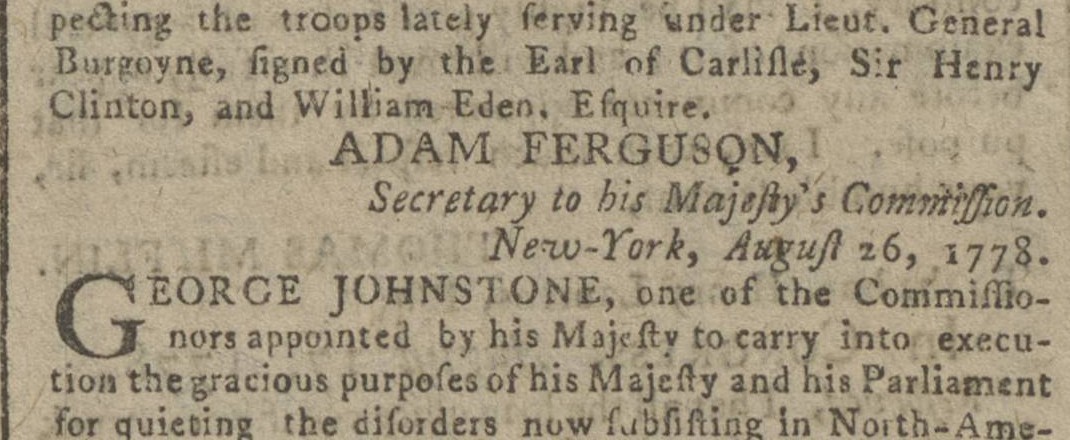 pecting the troops lately ſerving under Lieut. General
Burgoyne, ſigned by the Earl of Carliſle, Sir Henry
Clinton, and William Eden, Eſquire.
ADAM FERGUSON,
Secretary to his Majeſty's Commiſſion.
New-York, Auguſt 26, 1778.
GEORGE JOHNSTONE, one of the Commiſſio-
nors appointed by his Majeſty to carry into execu-
tion the gracious purpoſes of his Majeſty and his Parliament
for quieting the diſorders now ſubſiſting in North-Ame-